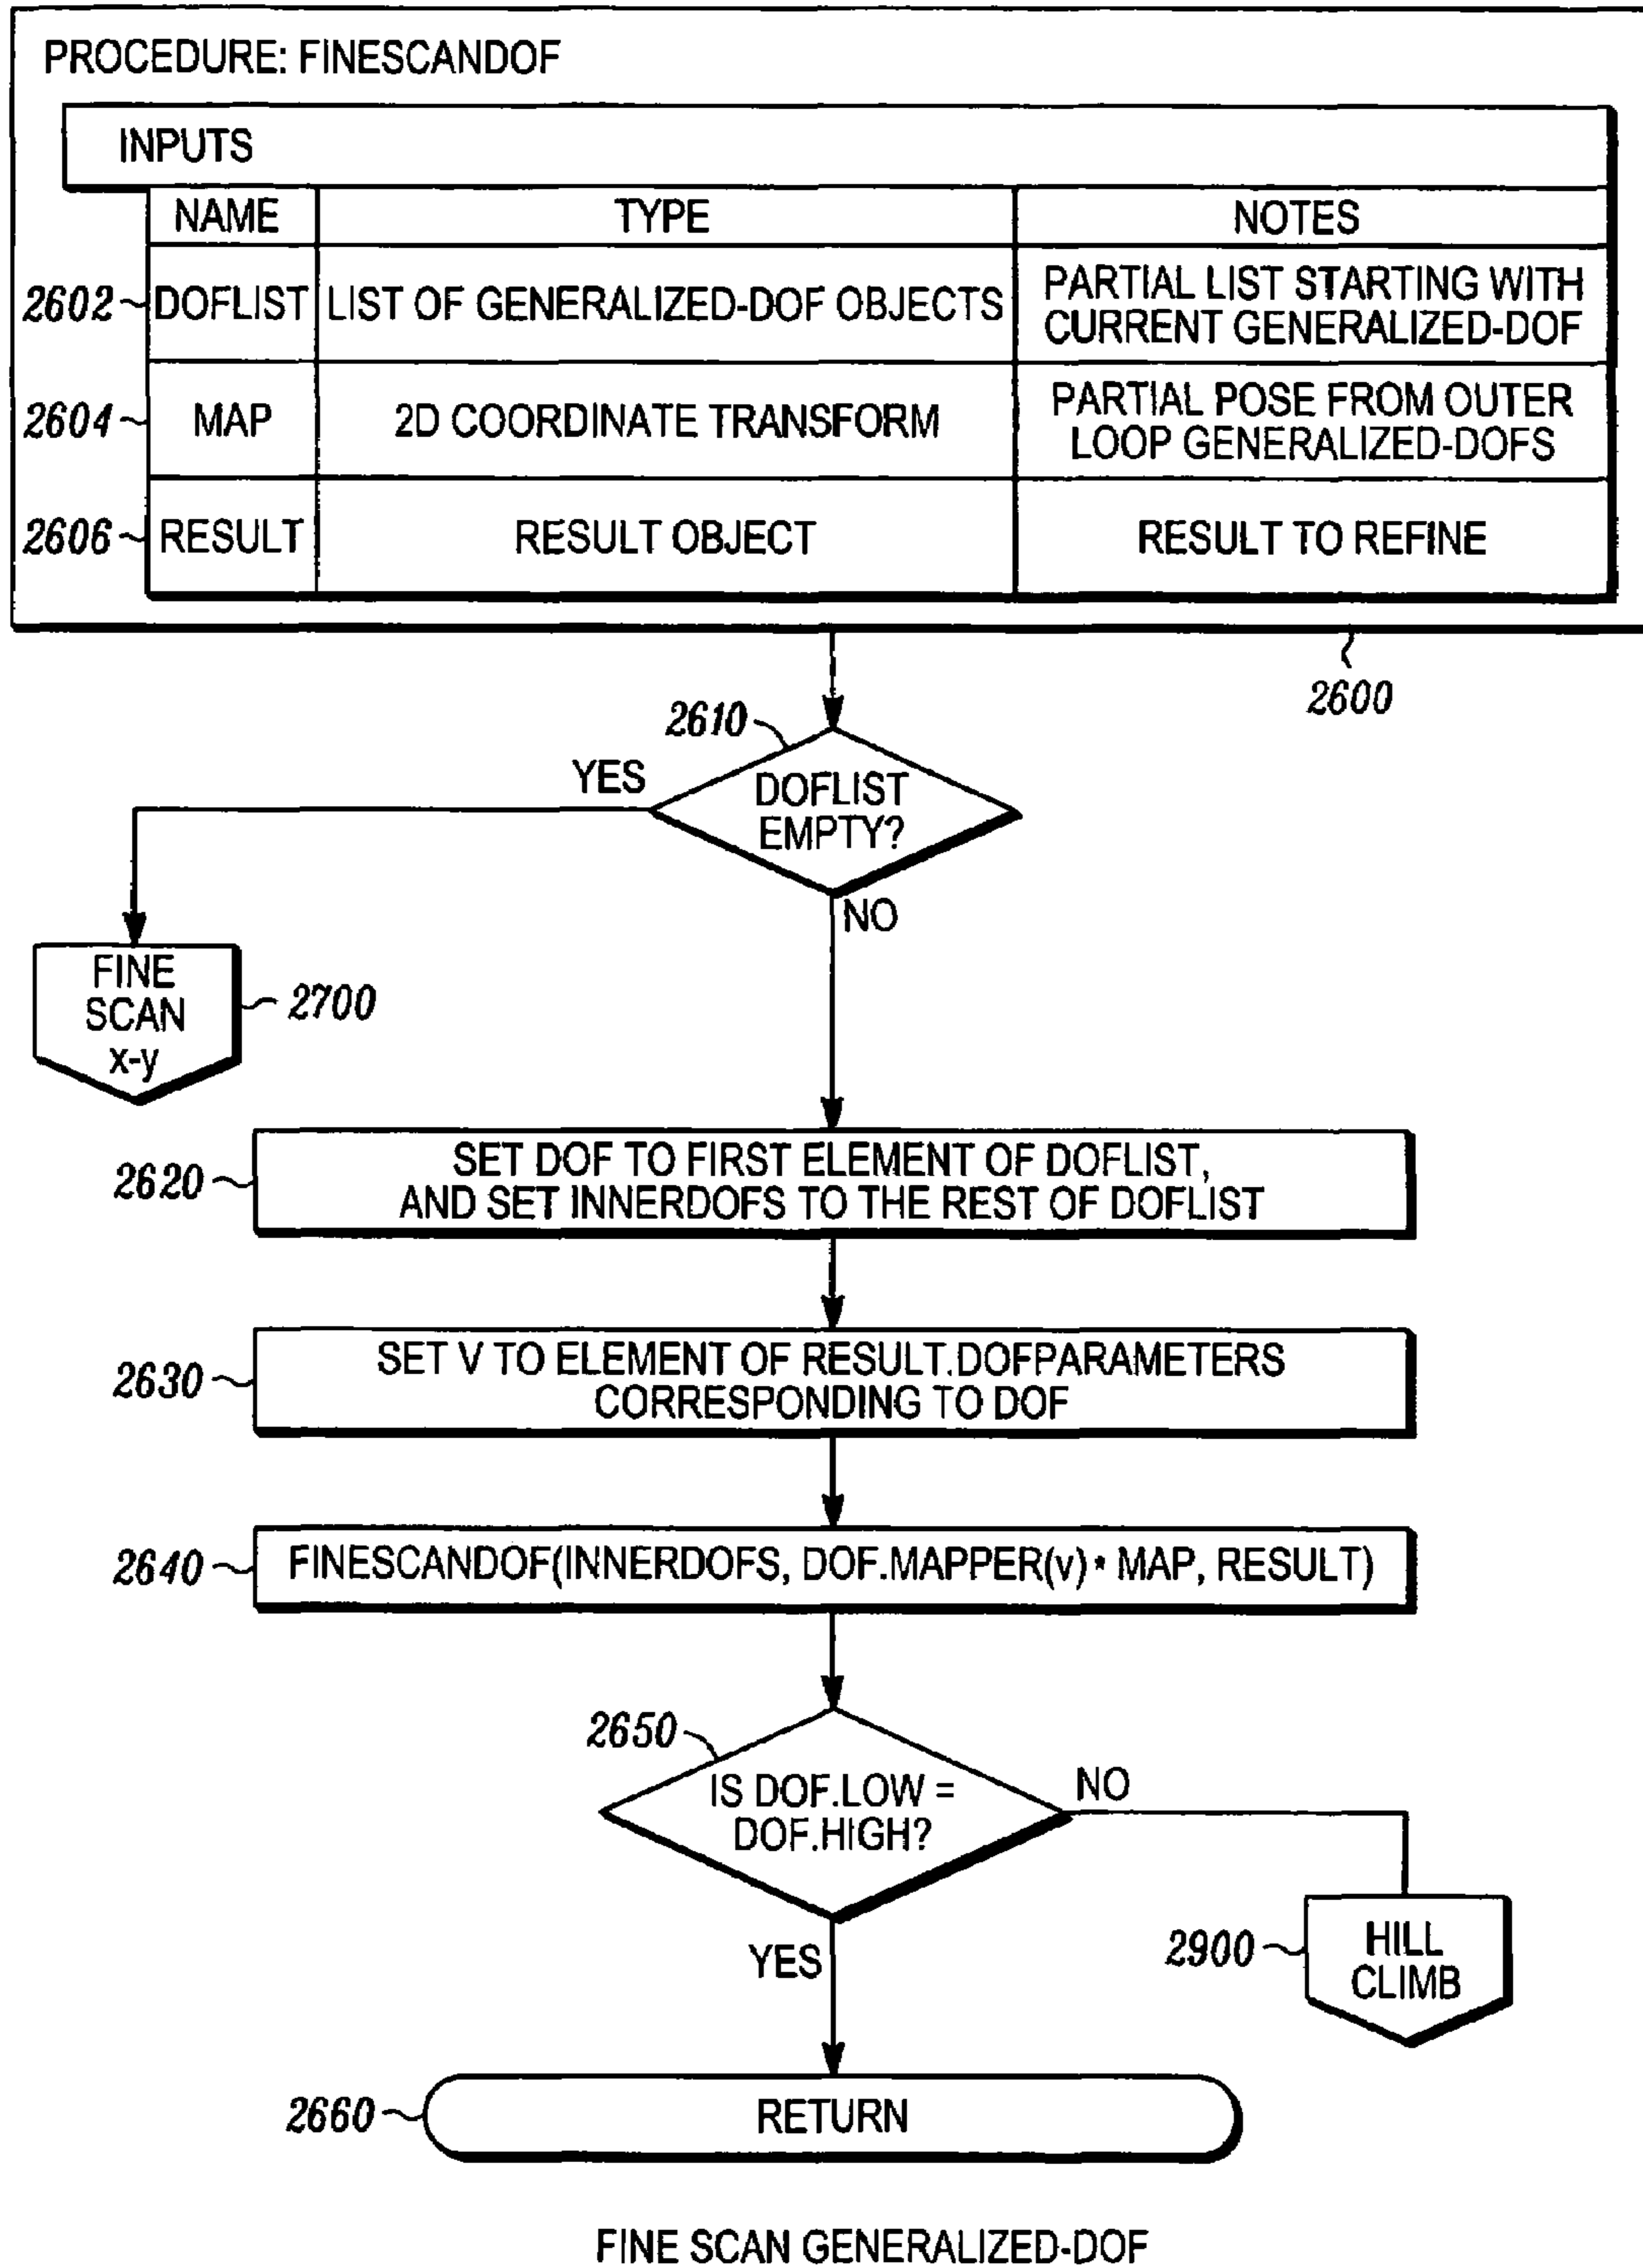 PROCEDURE: FINESCANDOF
INPUTS
NAME TYPE NOTES
2602 DOFLIST LIST OF GENERALIZED-DOF OBJECTS PARTIAL LIST STARTING WITH
CURRENT GENERALIZED-DOF
2604 MAP 2D COORDINATE TRANSFORM PARTIAL POSE FROM OUTER
LOOP GENERALIZED-DOFS
2606 RESULT RESULT OBJECT RESULT TO REFINE
2600
2610
YES
DOFLIST
EMPTY?
NO
FINE
SCAN
x-y
2700
2620
SET DOF TO FIRST ELEMENT OF DOFLIST,
AND SET INNERDOFS TO THE REST OF DOFLIST
2630
SET V TO ELEMENT OF RESULT.DOFPARAMETERS
CORRESPONDING TO DOF
2640
FINESCANDOF(INNERDOFS, DOF.MAPPER(v) * MAP, RESULT)
2650
IS DOF.LOW =
DOF.HIGH?
NO
YES
2900
HILL
CLIMB
2660
RETURN
FINE SCAN GENERALIZED-DOF